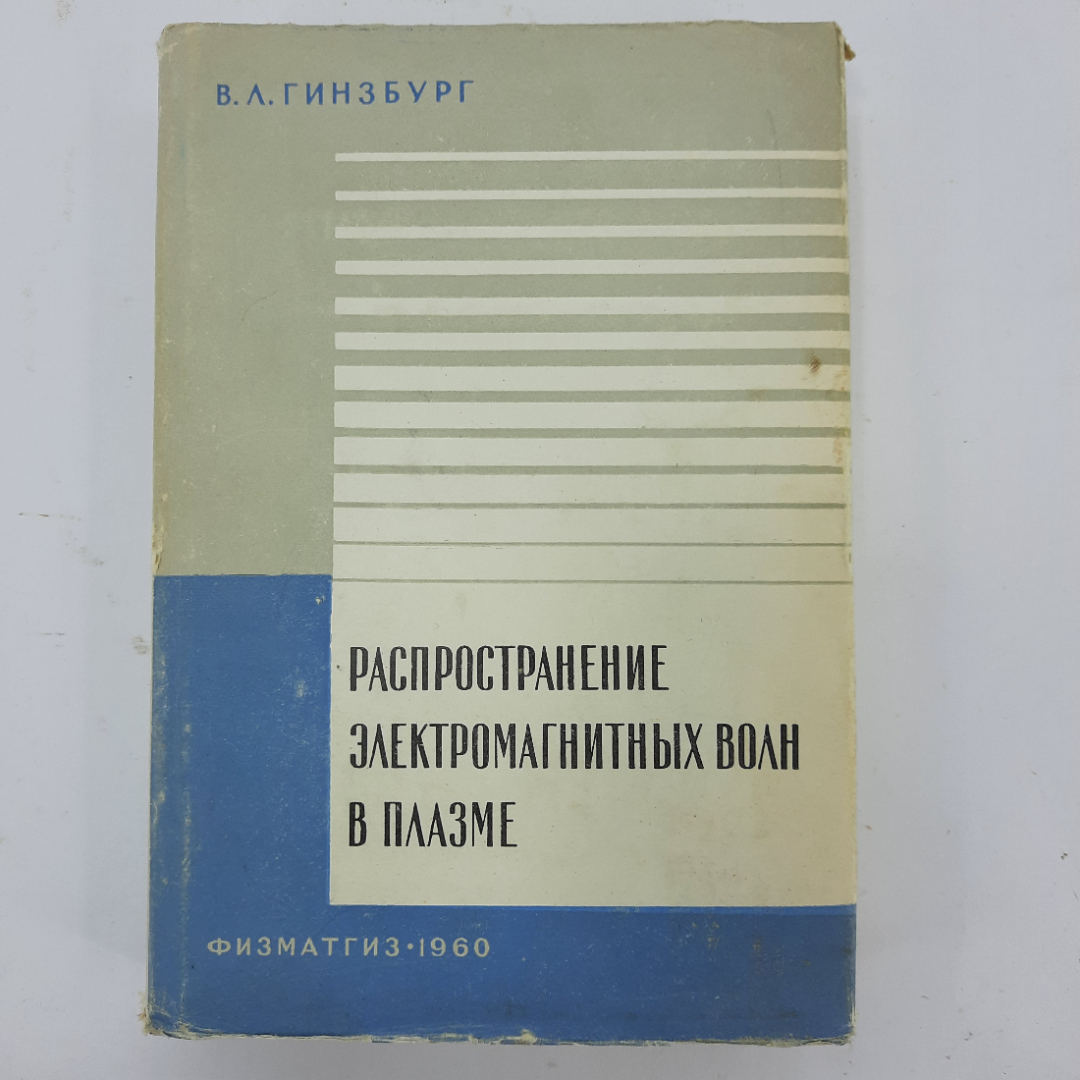 В. Л. ГИНЗБУРГ
РАСПРОСТРАНЕНИЕ
ЭЛЕКТРОМАГНИТНЫХ ВОЛН
В ПЛАЗМЕ
ФИЗМАТГИЗ • 1960